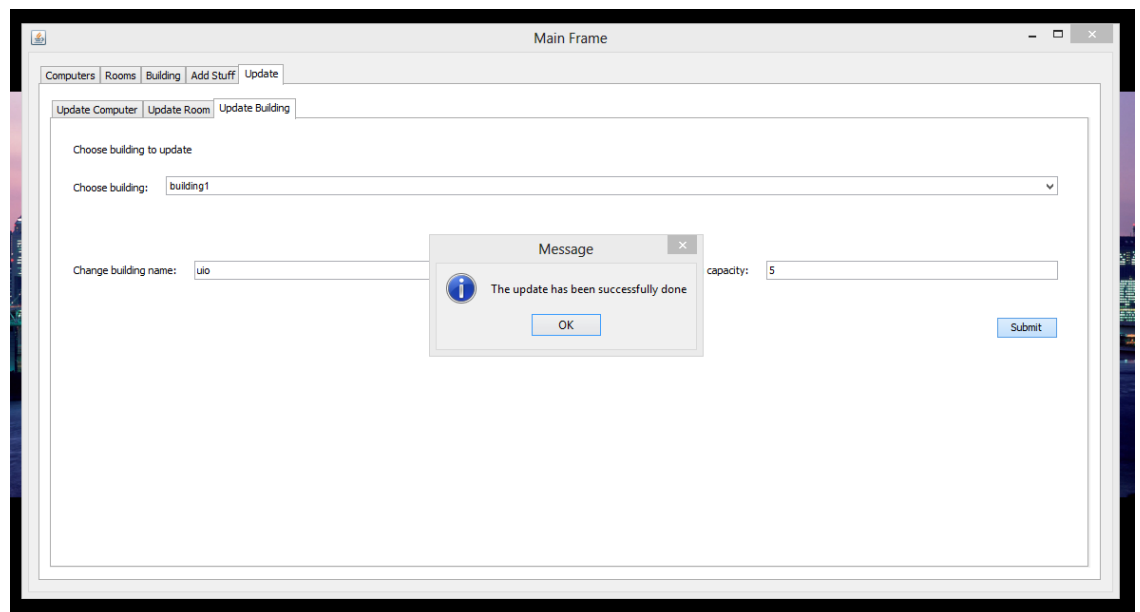 Main Frame
Computers Rooms Building Add Stuff Update
Update Computer Update Room Update Building
Choose building to update
Choose building: building1
Message
Change building name: uio capacity: 5
The update has been successfully done
OK
Submit